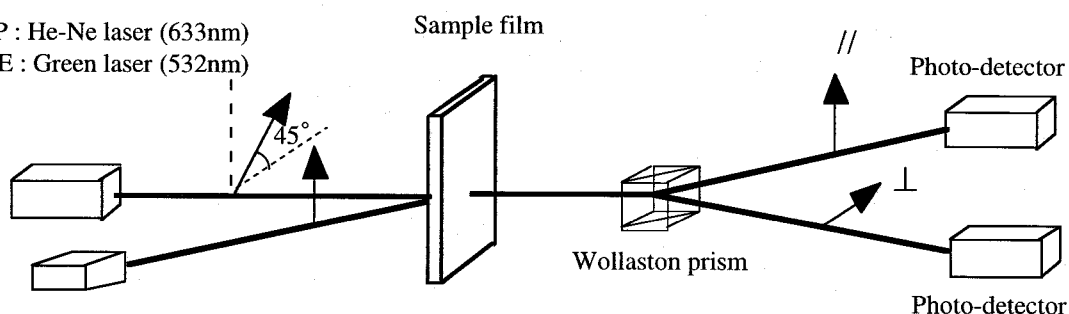 P : He-Ne laser (633nm)
E : Green laser (532nm)
Sample film
//
Photo-detector
45°
⊥
Wollaston prism
Photo-detector